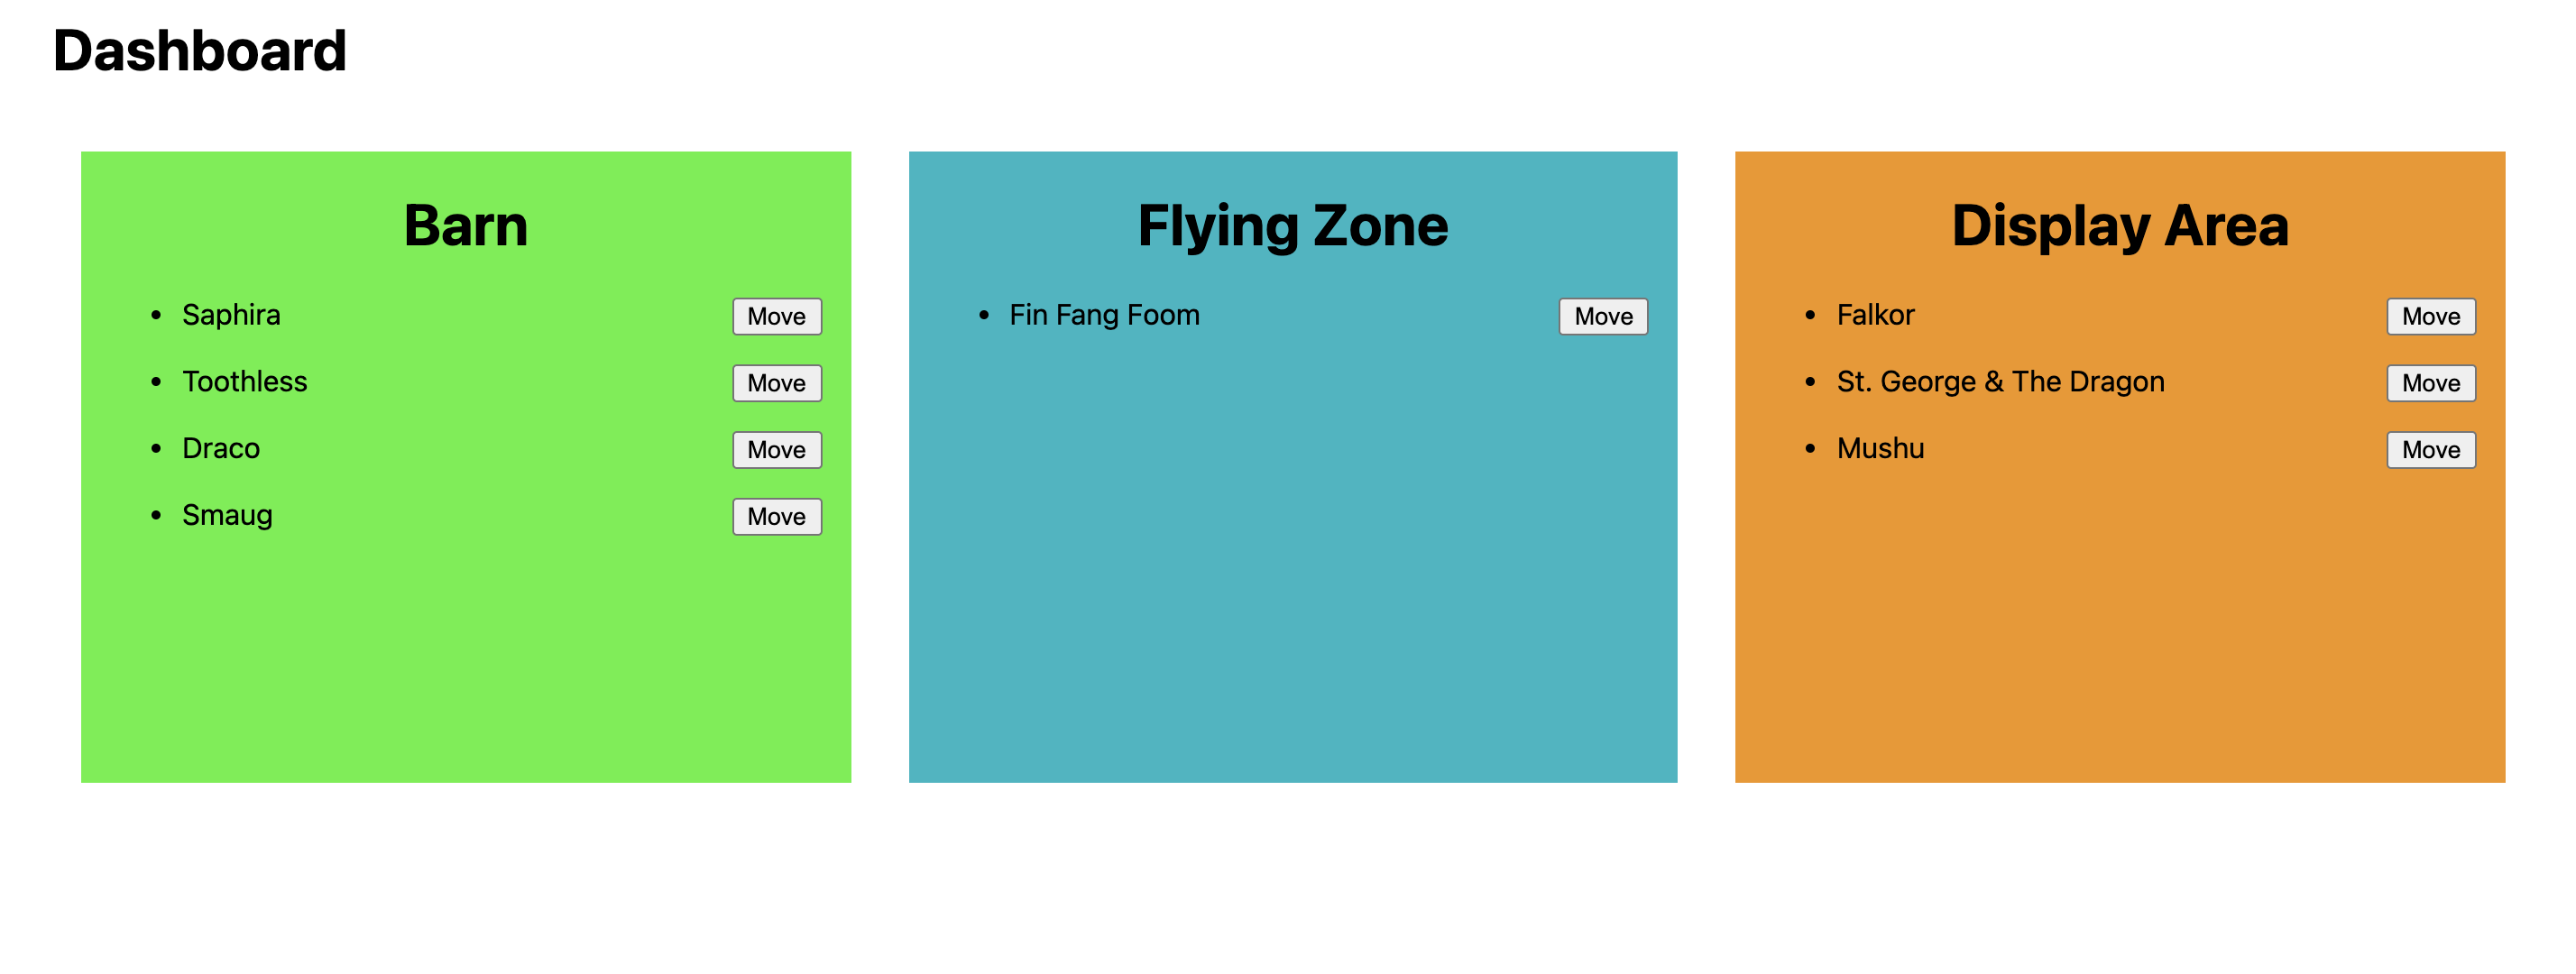 Dashboard
Barn
Saphira Move
Toothless Move
Draco Move
Smaug Move
Flying Zone
Fin Fang Foom Move
Display Area
Falkor Move
St. George & The Dragon Move
Mushu Move